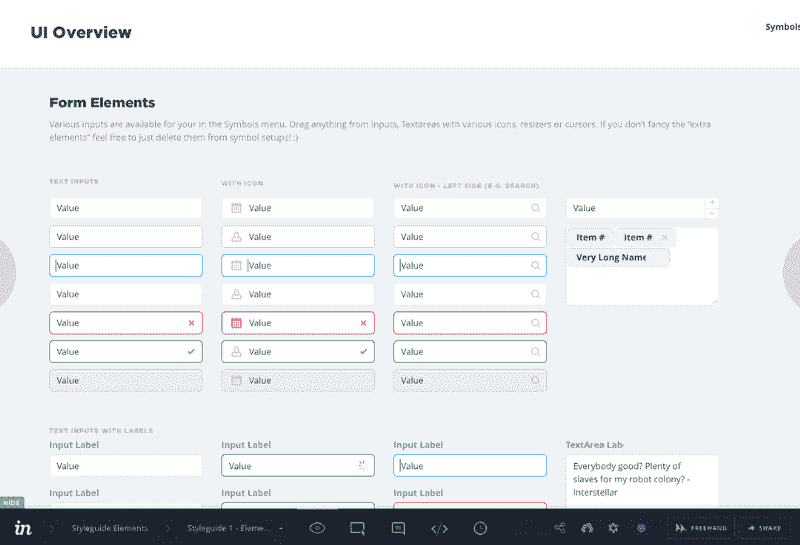 UI Overview
Symbols
Form Elements
Various inputs are available for your in the Symbols menu. Drag anything from Inputs, Textareas with various icons, resizers or cursors. If you don't fancy the "extra
elements" feel free to just delete them from symbol setups! :)
TEXT INPUTS
WITH ICON
WITH ICON - LEFT SIDE (E.G. SEARCH)
Value
Value
Value
Value
Value
Value
Value
Item #
Item #
Value
Value
Value
Very Long Name
Value
Value
Value
Value
Value
Value
Value
Value
Value
Value
Value
Value
TEXT INPUTS WITH LABELS
Input Label
Input Label
Input Label
TextArea Lab
Value
Value
Value
Everybody good? Plenty of
slaves for my robot colony? -
Interstellar
Input Label
Input Label
Input Label
HIDE
in
Styleguide Elements
Styleguide 1 - Eleme...
FREEHAND
SHARE